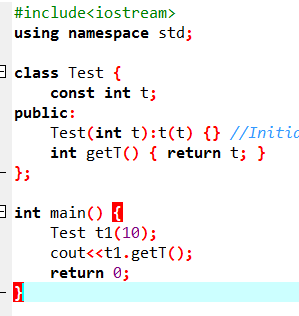 #include<iostream>
using namespace std;
class Test {
const int t;
public:
Test(int t):t(t) {} //Initia
int getT() { return t; }
};
int main() {
Test t1(10);
cout<<t1.getT();
return 0;
}